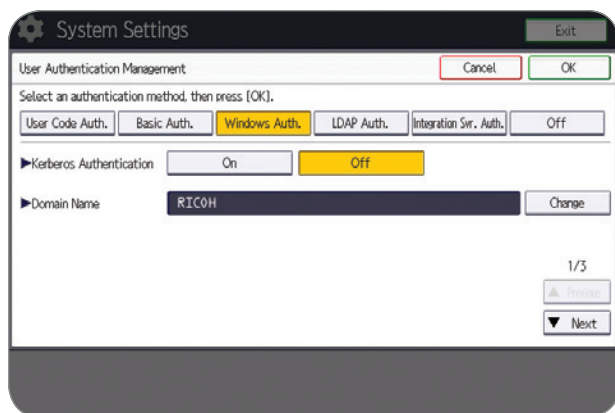 System Settings
Exit
User Authentication Management
Cancel
OK
Select an authentication method, then press [OK].
User Code Auth.
Basic Auth.
Windows Auth.
LDAP Auth.
Integration Svr. Auth.
Off
►Kerberos Authentication
On
Off
►Domain Name
RICOH
Change
1/3
▲ Previous
▼ Next